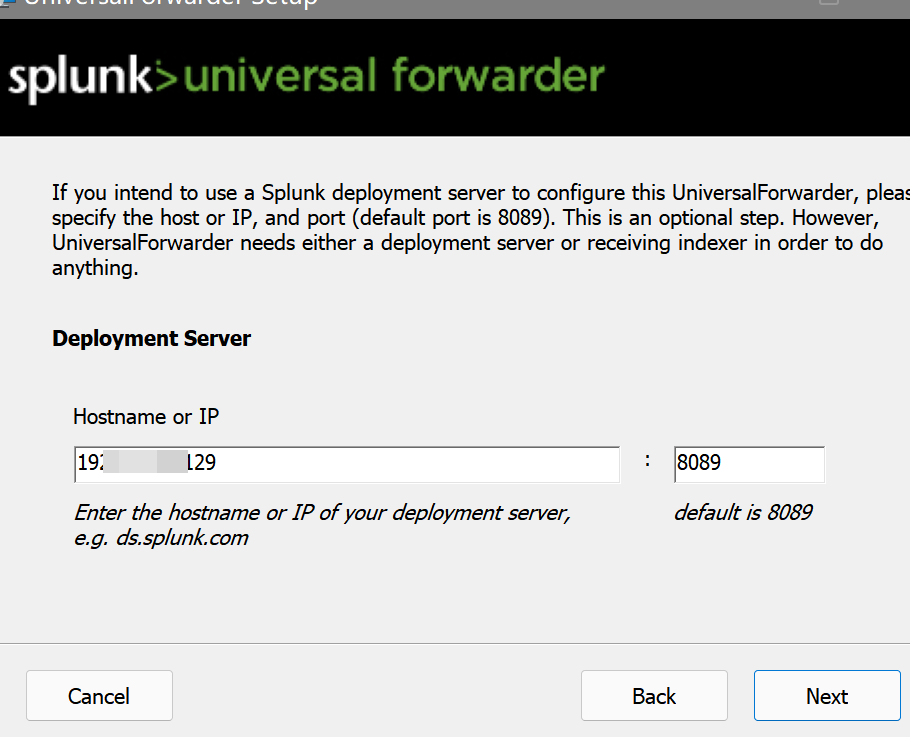 UniversalForwarder Setup
splunk>universal forwarder
If you intend to use a Splunk deployment server to configure this UniversalForwarder,
specify the host or IP, and port (default port is 8089). This is an optional step. However,
UniversalForwarder needs either a deployment server or receiving indexer in order to do
anything.
Deployment Server
Hostname or IP
192 129 : 8089
Enter the hostname or IP of your deployment server, default is 8089
e.g. ds.splunk.com
Cancel Back Next